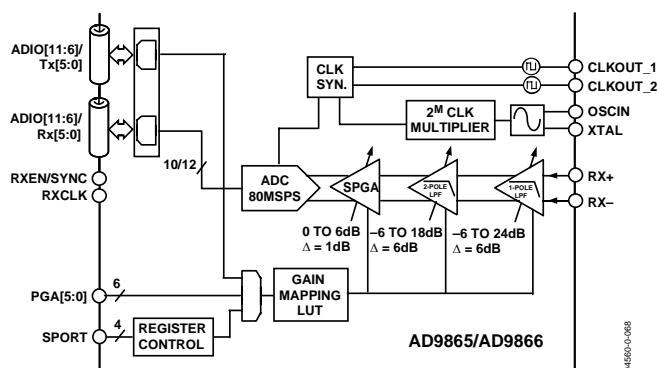 ADIO[11:6]/
Tx[5:0]
ADIO[11:6]/
Rx[5:0]
RXEN/SYNC
RXCLK
PGA[5:0]
SPORT
10/12
6
4
REGISTER
CONTROL
ADC
80MSPS
CLK
SYN.
2M CLK
MULTIPLIER
CLKOUT_1
CLKOUT_2
OSCIN
XTAL
SPGA
2-POLE
LPF
1-POLE
LPF
RX+
RX–
0 TO 6dB
Δ = 1dB
–6 TO 18dB
Δ = 6dB
–6 TO 24dB
Δ = 6dB
GAIN
MAPPING
LUT
AD9865/AD9866
04560-0-068